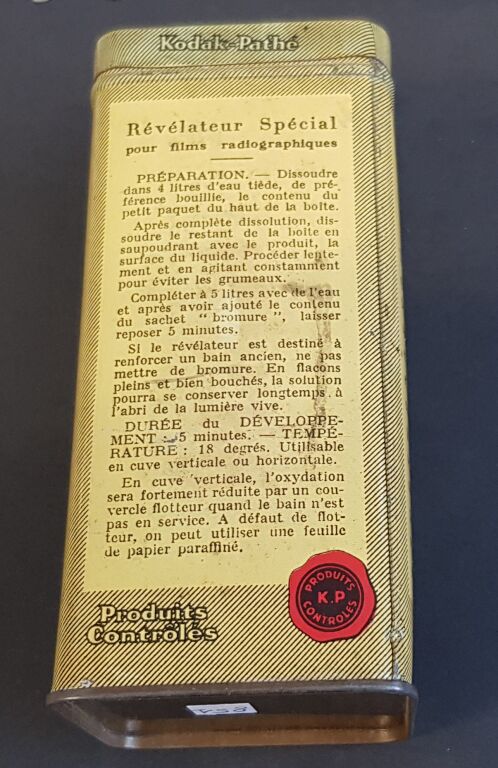 Kodak-Pathé
Révélateur Spécial
pour films radiographiques
PRÉPARATION. — Dissoudre
dans 4 litres d'eau tiède, de pré-
férence bouillie, le contenu du
petit paquet du haut de la boîte.
Après complète dissolution, dis-
soudre le restant de la boîte en
saupoudrant avec le produit, la
surface du liquide. Procéder lente-
ment et en agitant constamment
pour éviter les grumeaux.
Compléter à 5 litres avec de l'eau
et après avoir ajouté le contenu
du sachet "bromure", laisser
reposer 5 minutes.
Si le révélateur est destiné à
renforcer un bain ancien, ne pas
mettre de bromure. En flacons
pleins et bien bouchés, la solution
pourra se conserver longtemps à
l'abri de la lumière vive.
DURÉE du DÉVELOPPE-
MENT : 5 minutes. — TEMPÉ-
RATURE : 18 degrés. Utilisable
en cuve verticale ou horizontale.
En cuve verticale, l'oxydation
sera fortement réduite par un cou-
vercle flotteur quand le bain n'est
pas en service. A défaut de flot-
teur, on peut utiliser une feuille
de papier paraffiné.
Produits
Contrôlés
PRODUITS
K.P
CONTROLÉS